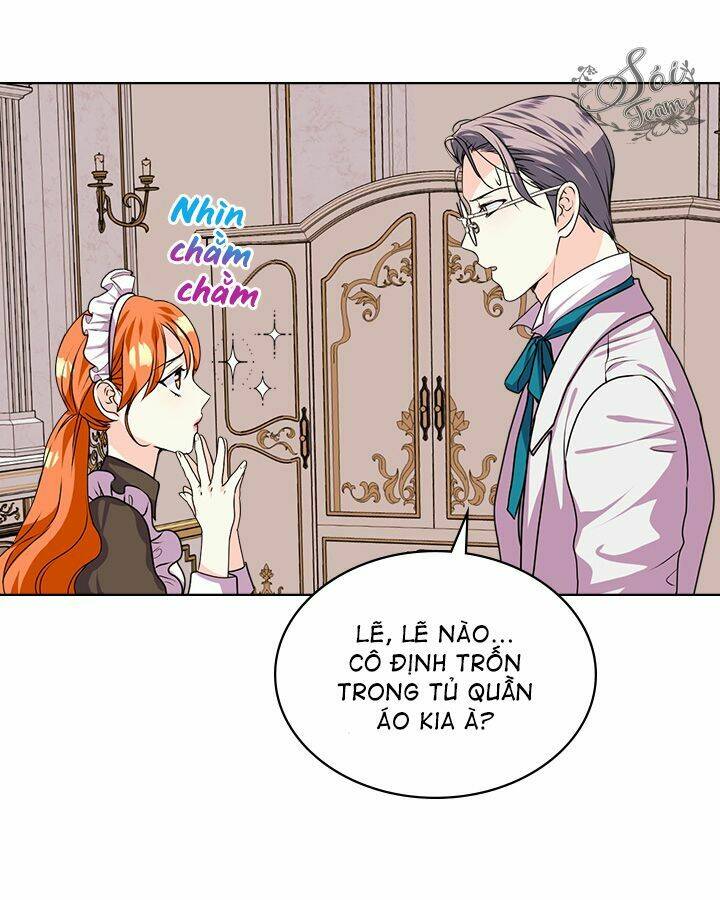 Sói
Team
Nhìn
chằm
chằm
LẼ, LẼ NÀO...
CÔ ĐỊNH TRỐN
TRONG TỦ QUẦN
ÁO KIA À?